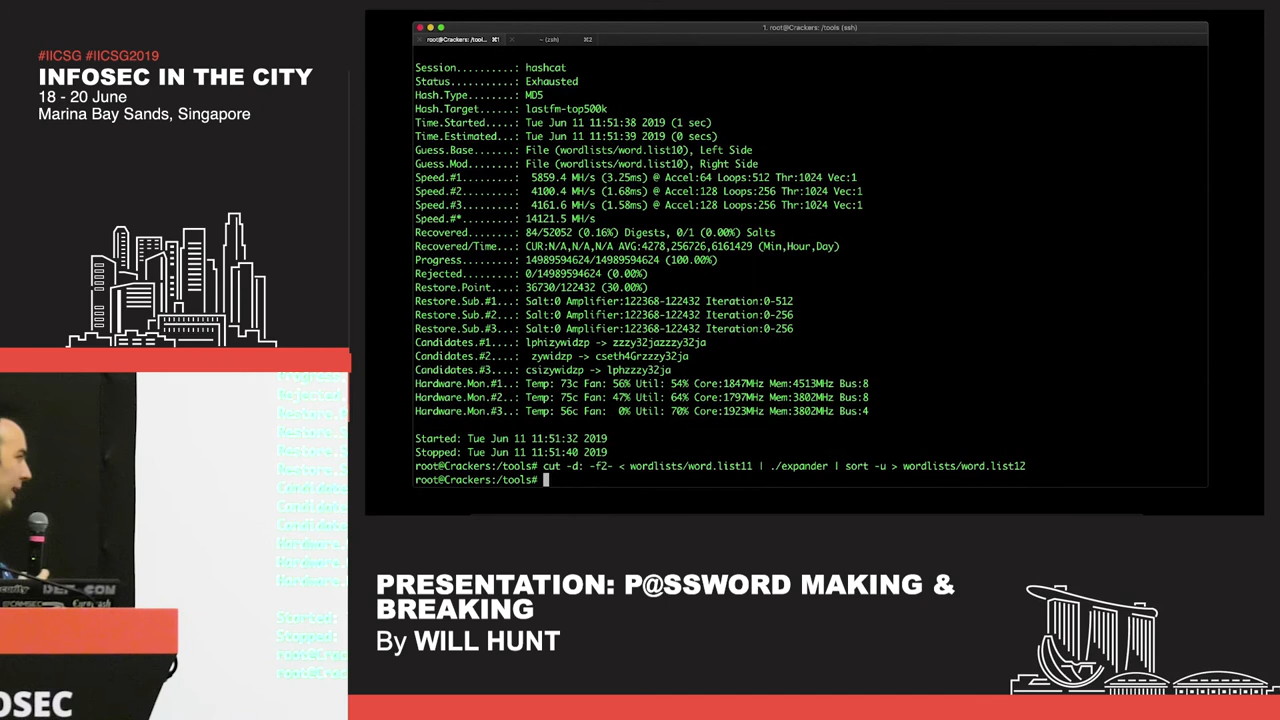 #IICSG #IICSG2019
INFOSEC IN THE CITY
18 - 20 June
Marina Bay Sands, Singapore
1. root@Crackers: /tools (ssh)
root@Crackers: /tool... ⌘1
~ (zsh) ⌘2
Session..........: hashcat
Status...........: Exhausted
Hash.Type........: MD5
Hash.Target......: lastfm-top500k
Time.Started.....: Tue Jun 11 11:51:38 2019 (1 sec)
Time.Estimated...: Tue Jun 11 11:51:39 2019 (0 secs)
Guess.Base.......: File (wordlists/word.list10), Left Side
Guess.Mod........: File (wordlists/word.list10), Right Side
Speed.#1.........:  5859.4 MH/s (3.25ms) @ Accel:64 Loops:512 Thr:1024 Vec:1
Speed.#2.........:  4100.4 MH/s (1.68ms) @ Accel:128 Loops:256 Thr:1024 Vec:1
Speed.#3.........:  4161.6 MH/s (1.58ms) @ Accel:128 Loops:256 Thr:1024 Vec:1
Speed.#*.........: 14121.5 MH/s
Recovered........: 84/52052 (0.16%) Digests, 0/1 (0.00%) Salts
Recovered/Time...: CUR:N/A,N/A,N/A AVG:4278,256726,6161429 (Min,Hour,Day)
Progress.........: 14989594624/14989594624 (100.00%)
Rejected.........: 0/14989594624 (0.00%)
Restore.Point....: 36730/122432 (30.00%)
Restore.Sub.#1...: Salt:0 Amplifier:122368-122432 Iteration:0-512
Restore.Sub.#2...: Salt:0 Amplifier:122368-122432 Iteration:0-256
Restore.Sub.#3...: Salt:0 Amplifier:122368-122432 Iteration:0-256
Candidates.#1....: lphizywidzp -> zzzy32jazzzy32ja
Candidates.#2....:  zywidzp -> cseth4Grzzzy32ja
Candidates.#3....: csizywidzp -> lphzzzy32ja
Hardware.Mon.#1..: Temp: 73c Fan: 56% Util: 54% Core:1847MHz Mem:4513MHz Bus:8
Hardware.Mon.#2..: Temp: 75c Fan: 47% Util: 64% Core:1797MHz Mem:3802MHz Bus:8
Hardware.Mon.#3..: Temp: 56c Fan:  0% Util: 70% Core:1923MHz Mem:3802MHz Bus:4
Started: Tue Jun 11 11:51:32 2019
Stopped: Tue Jun 11 11:51:40 2019
root@Crackers:/tools# cut -d: -f2- < wordlists/word.list11 | ./expander | sort -u > wordlists/word.list12
root@Crackers:/tools#
PRESENTATION: P@SSWORD MAKING &
BREAKING
By WILL HUNT